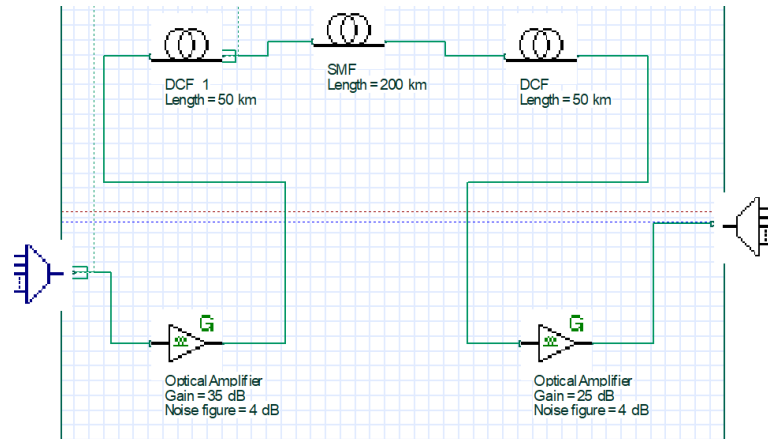 DCF 1
Length = 50 km
SMF
Length = 200 km
DCF
Length = 50 km
G
Optical Amplifier
Gain = 35 dB
Noise figure = 4 dB
G
Optical Amplifier
Gain = 25 dB
Noise figure = 4 dB